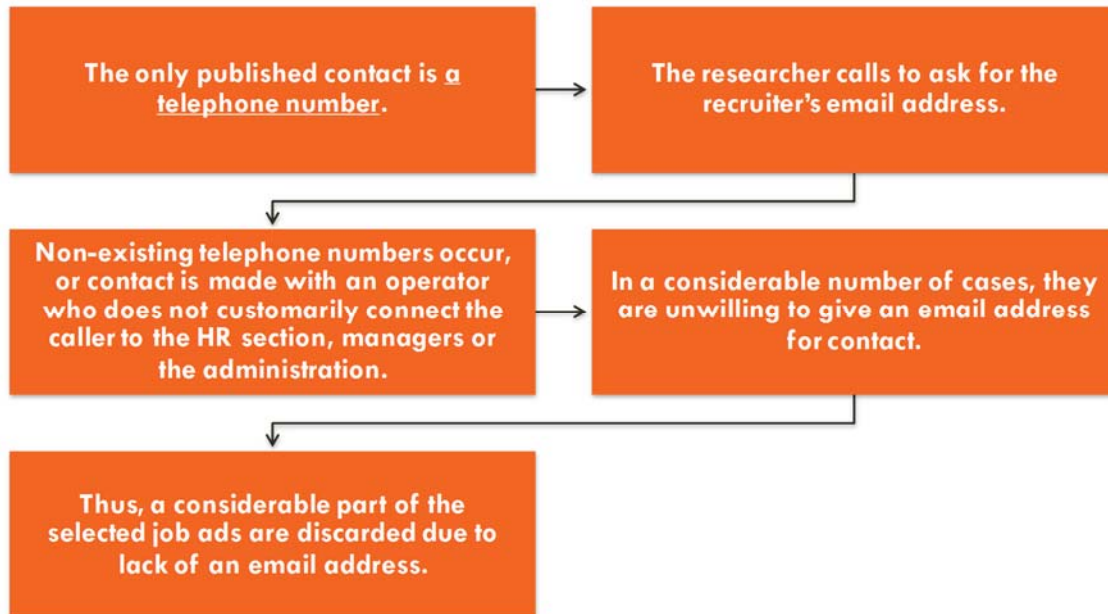 The only published contact is a
telephone number.
The researcher calls to ask for the
recruiter’s email address.
Non-existing telephone numbers occur,
or contact is made with an operator
who does not customarily connect the
caller to the HR section, managers or
the administration.
In a considerable number of cases, they
are unwilling to give an email address
for contact.
Thus, a considerable part of the
selected job ads are discarded due to
lack of an email address.